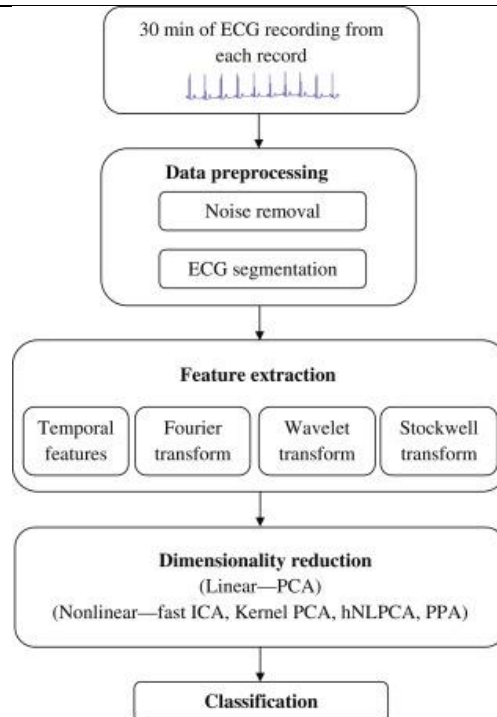 30 min of ECG recording from
each record
Data preprocessing
Noise removal
ECG segmentation
Feature extraction
Temporal
features
Fourier
transform
Wavelet
transform
Stockwell
transform
Dimensionality reduction
(Linear—PCA)
(Nonlinear—fast ICA, Kernel PCA, hNLPCA, PPA)
Classification